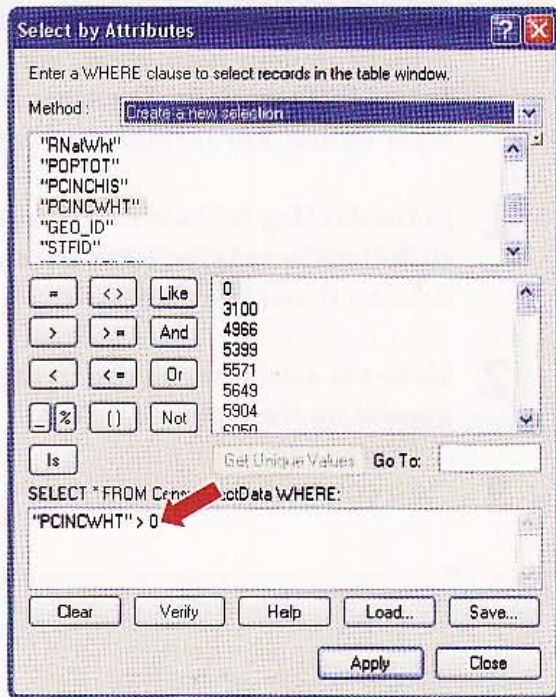 Select by Attributes
Enter a WHERE clause to select records in the table window.
Method : Create a new selection
"RNatWht"
"POPTOT"
"PCINCHIS"
"PCINCWHT"
"GEO_ID"
"STFID"
= <> Like
> >= And
< <= Or
_ % () Not
Is
0
3100
4966
5399
5571
5649
5904
6050
Get Unique Values Go To:
SELECT * FROM ctData WHERE:
"PCINCWHT" > 0
Clear Verify Help Load... Save...
Apply Close